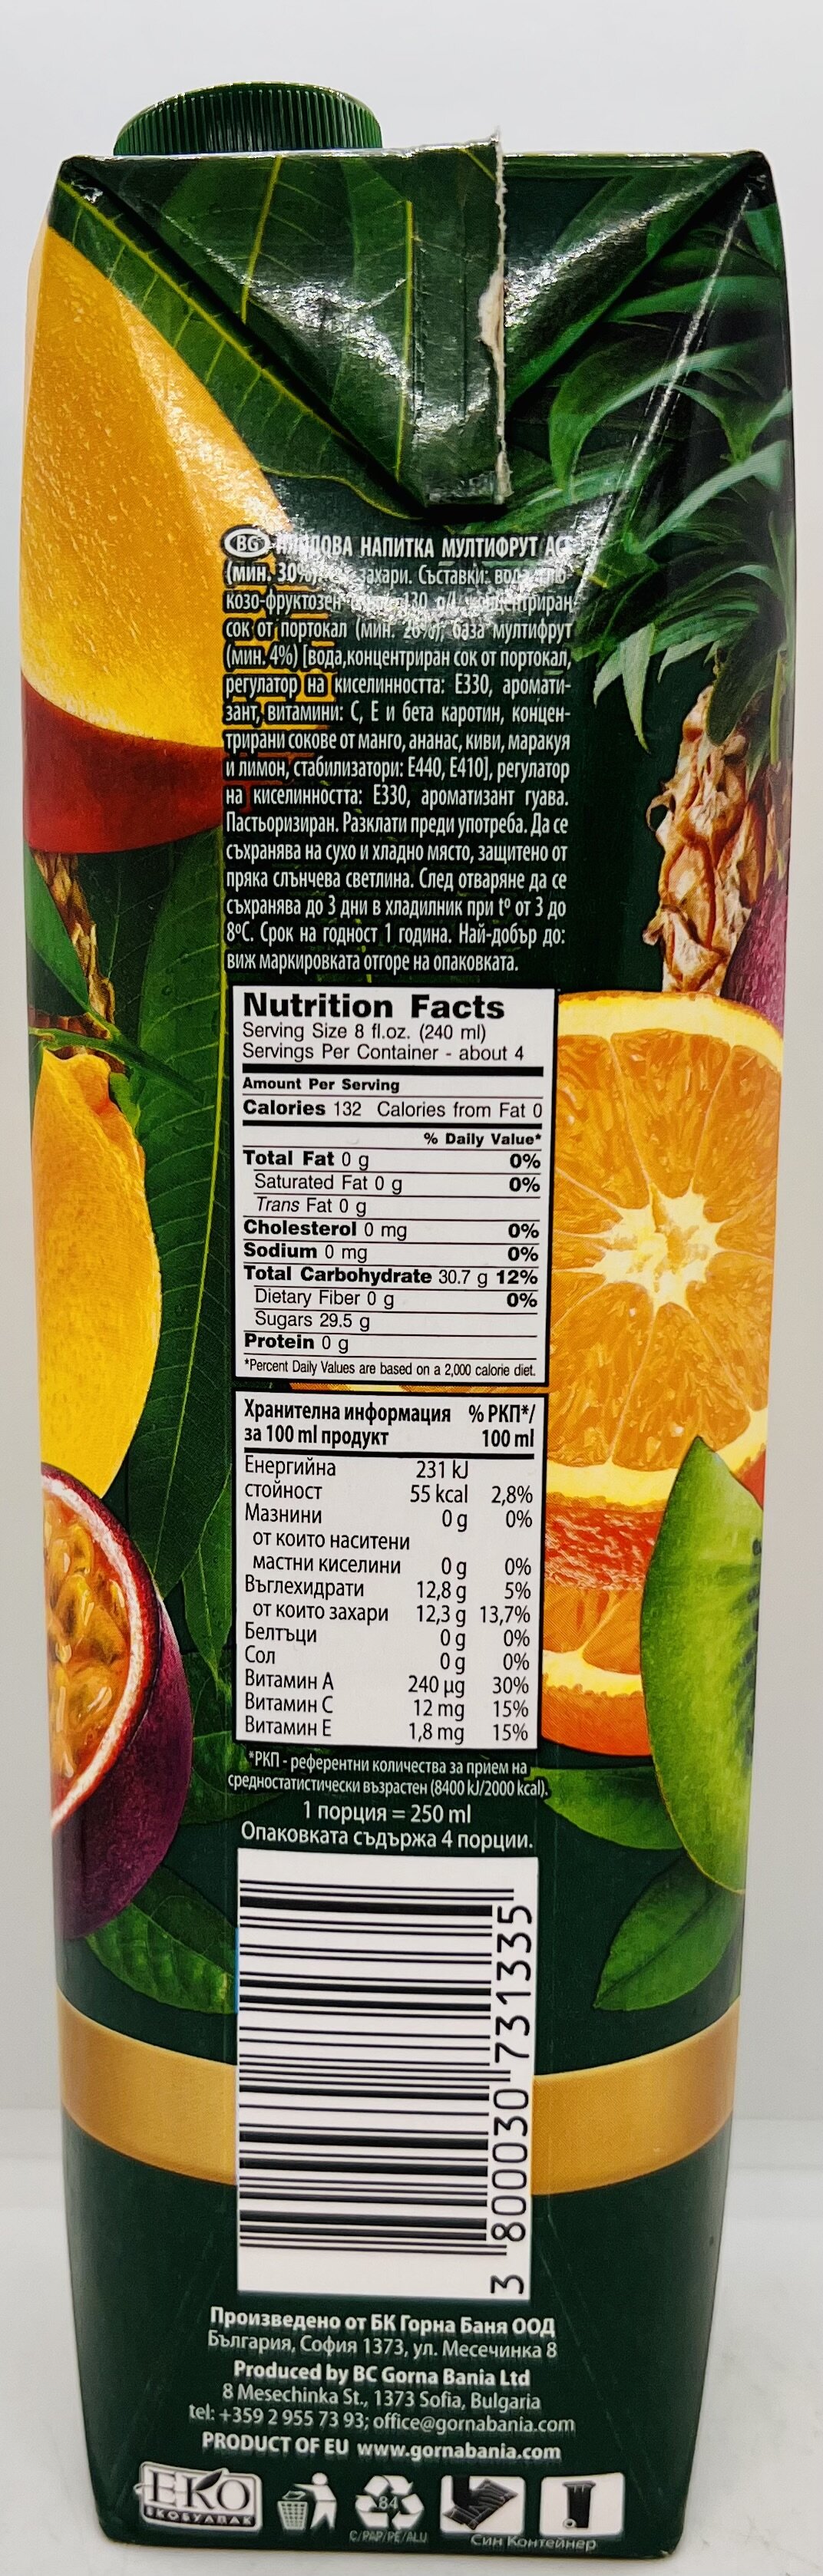 BG НАПИТКА МУЛТИФРУТ
(мин. 30% захари. Съставки:
сок от портокал (мин. база мултифрут
(мин. 4%) [вода,концентриран сок от портокал,
регулатор на киселинността: Е330, аромати-
зант, витамини: С, Е и бета каротин, концен-
трирани сокове от манго, ананас, киви, маракуя
и лимон, стабилизатори: Е440, Е410], регулатор
на киселинността: Е330, ароматизант гуава.
Пастьоризиран. Разклати преди употреба. Да се
съхранява на сухо и хладно място, защитено от
пряка слънчева светлина. След отваряне да се
съхранява до 3 дни в хладилник при t° от 3 до
8°С. Срок на годност 1 година. Най-добър до:
виж маркировката отгоре на опаковката.
Nutrition Facts
Serving Size 8 fl.oz. (240 ml)
Servings Per Container - about 4
Amount Per Serving
Calories 132 Calories from Fat 0
% Daily Value*
Total Fat 0 g 0%
Saturated Fat 0 g 0%
Trans Fat 0 g
Cholesterol 0 mg 0%
Sodium 0 mg 0%
Total Carbohydrate 30.7 g 12%
Dietary Fiber 0 g 0%
Sugars 29.5 g
Protein 0 g
*Percent Daily Values are based on a 2,000 calorie diet.
Хранителна информация % РКП*/
за 100 ml продукт 100 ml
Енергийна 231 kJ
стойност 55 kcal 2,8%
Мазнини 0 g 0%
от които наситени
мастни киселини 0 g 0%
Въглехидрати 12,8 g 5%
от които захари 12,3 g 13,7%
Белтъци 0 g 0%
Сол 0 g 0%
Витамин А 240 µg 30%
Витамин С 12 mg 15%
Витамин Е 1,8 mg 15%
*РКП - референтни количества за прием на
средностатистически възрастен (8400 kJ/2000 kcal).
1 порция = 250 ml
Опаковката съдържа 4 порции.
3 800030 731335
Произведено от БК Горна Баня ООД
България, София 1373, ул. Месечинка 8
Produced by BC Gorna Bania Ltd
8 Mesechinka St., 1373 Sofia, Bulgaria
tel: +359 2 955 73 93; office@gornabania.com
PRODUCT OF EU www.gornabania.com
ЕКО
ЕКОБУЛПАК
84
C/PAP/PE/ALU
Син Контейнер